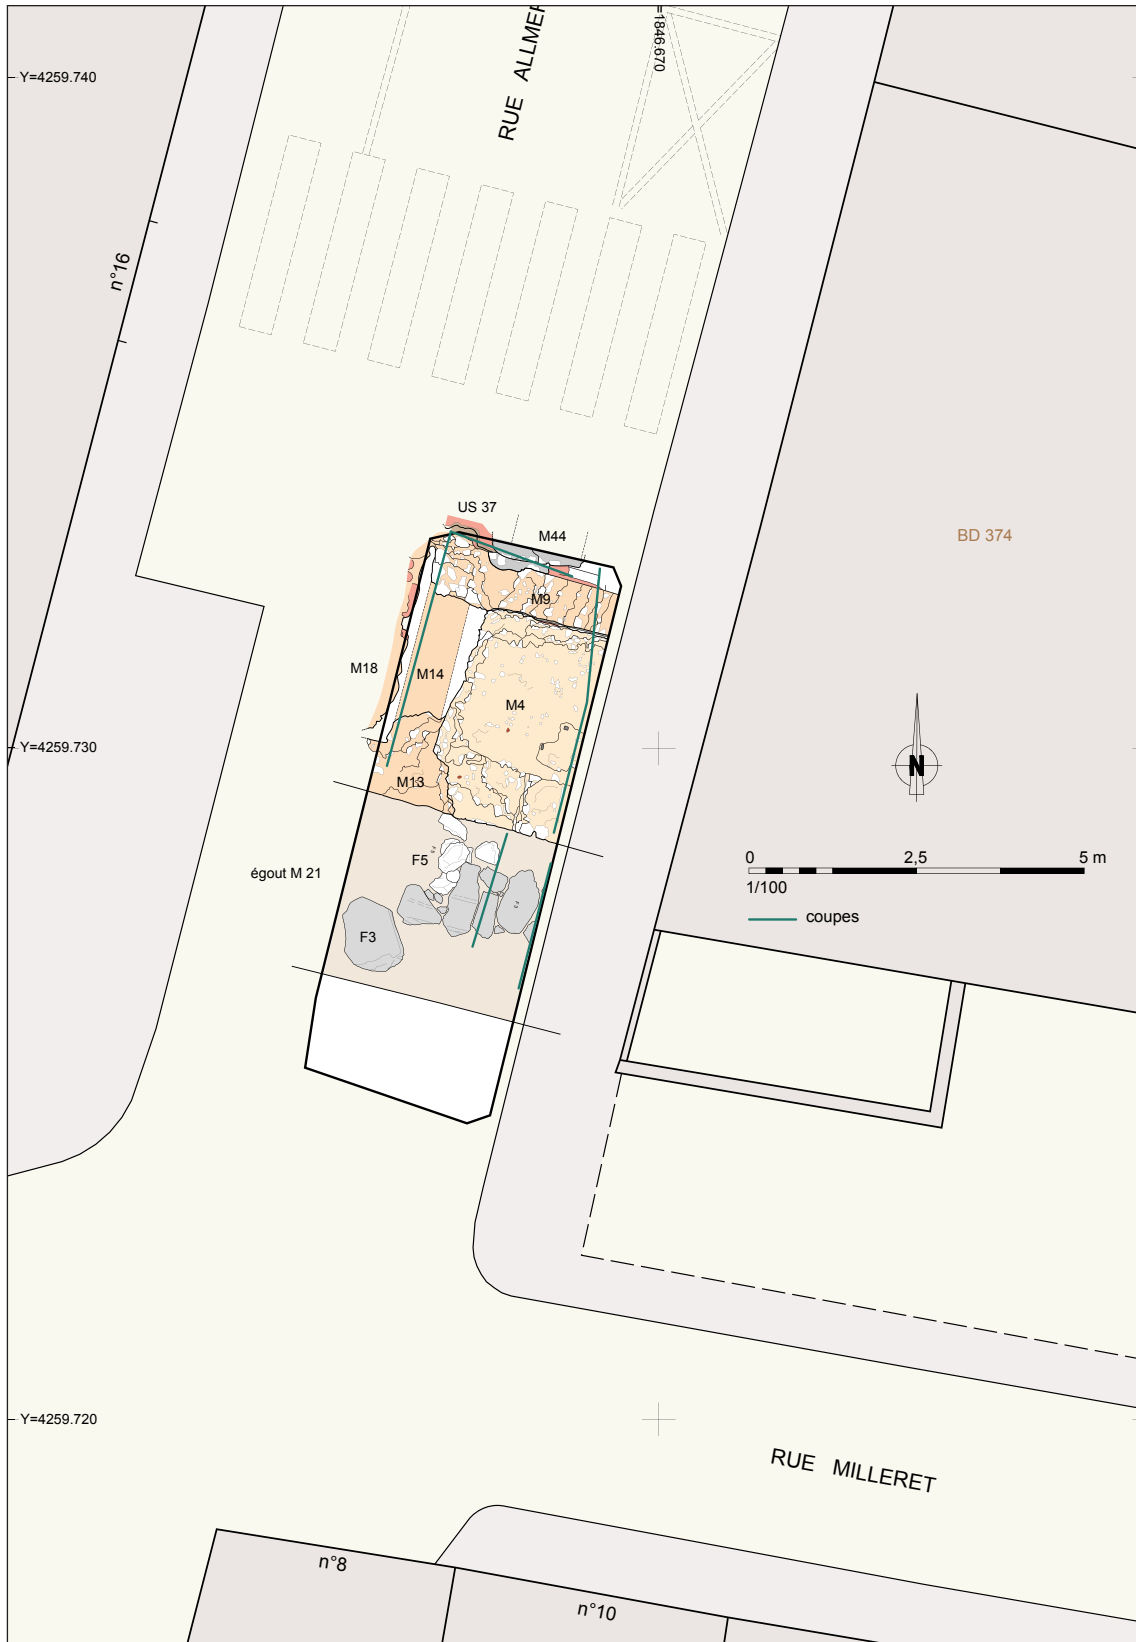 =1846.670
RUE ALLMER
Y=4259.740
n°16
US 37
M44
BD 374
M9
M18
M14
M4
Y=4259.730
N
M13
0 2,5 5 m
1/100
F5
égout M 21
coupes
F3
Y=4259.720
RUE MILLERET
n°8
n°10